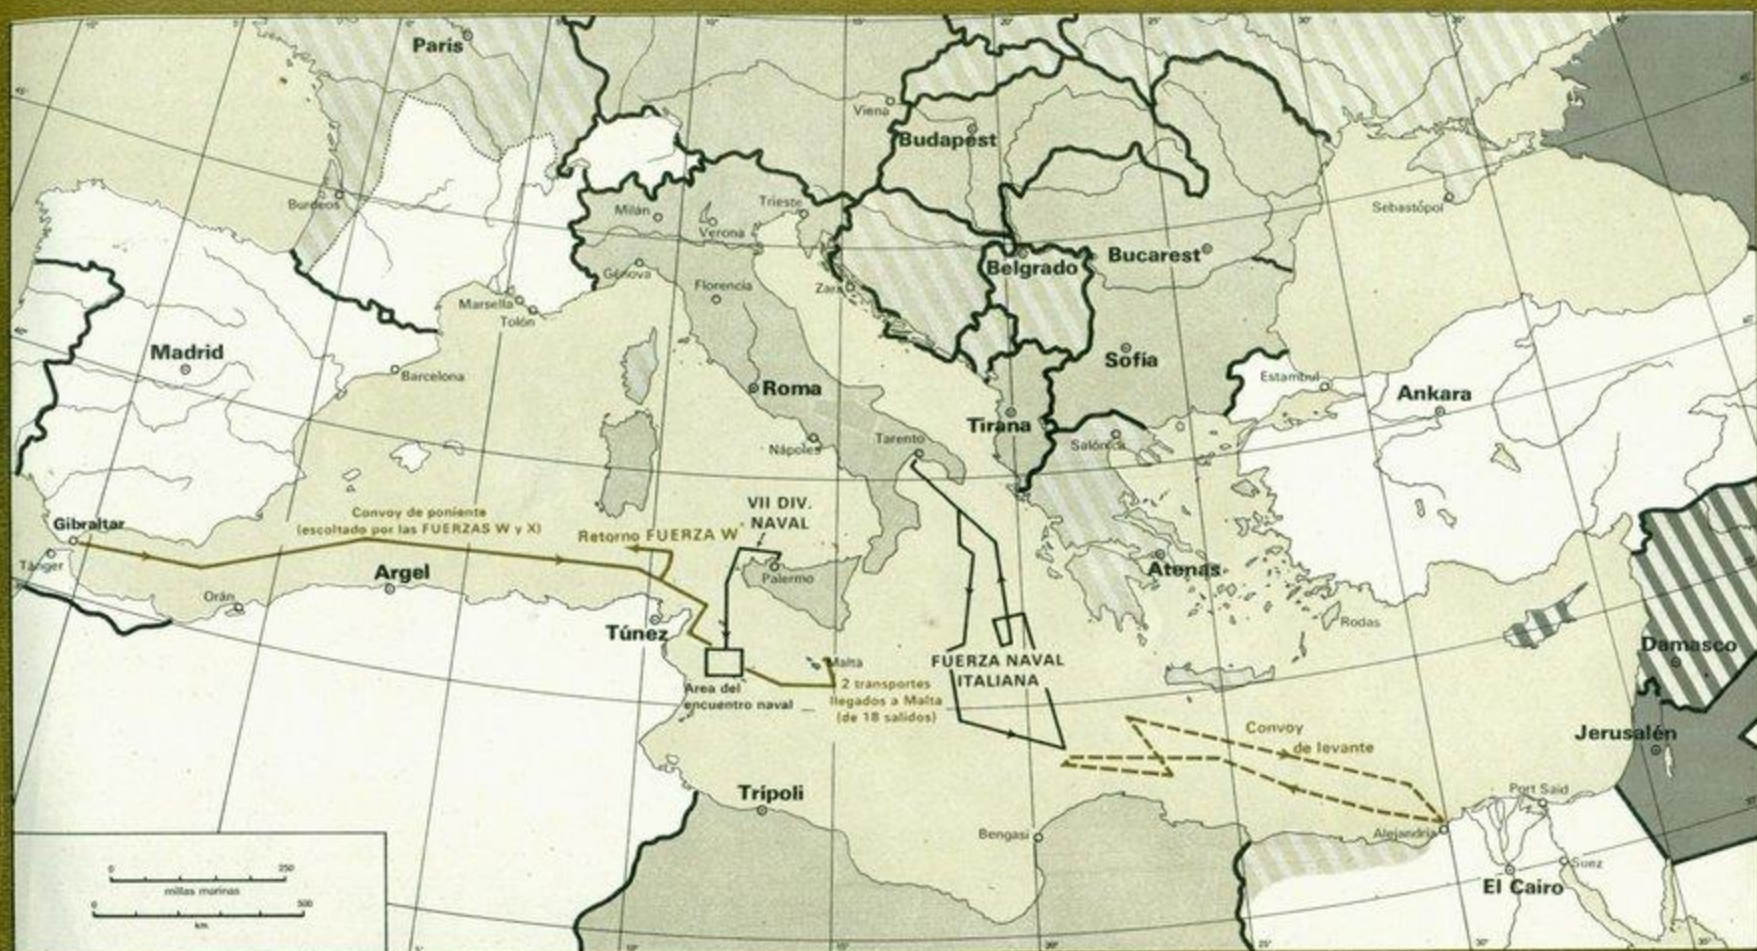 París
Viena
Budapest
Burdeos
Milán
Verona
Trieste
Sebastópol
Belgrado
Bucarest
Génova
Florencia
Zara
Marsella
Tolón
Madrid
Barcelona
Roma
Sofía
Estambul
Ankara
Tirana
Salónica
Nápoles
Tarento
Gibraltar
Tánger
Convoy de poniente
(escoltado por las FUERZAS W y X)
Retorno FUERZA W
VII DIV.
NAVAL
Palermo
Argel
Orán
Túnez
Atenas
Rodas
Damasco
Malta
FUERZA NAVAL
ITALIANA
Area del
encuentro naval
2 transportes
llegados a Malta
(de 18 salidos)
Convoy
de levante
Jerusalén
Trípoli
Bengasi
Port Said
Alejandría
Suez
El Cairo
0 250
millas marinas
0 500
km